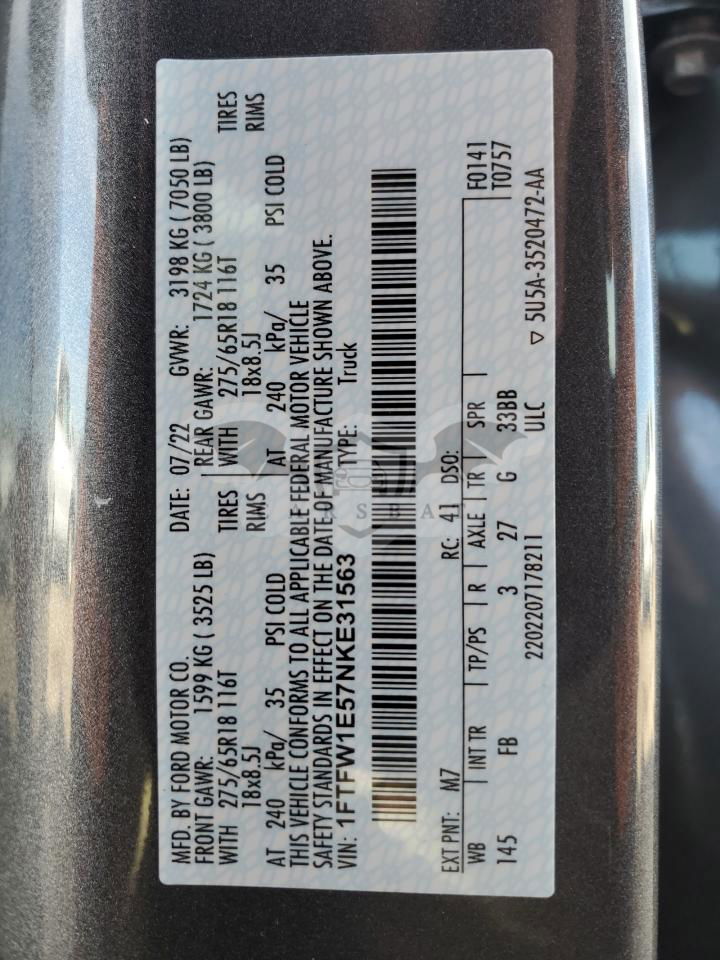 MFD. BY FORD MOTOR CO. DATE: 07/22 GVWR: 3198 KG ( 7050 LB)
FRONT GAWR: 1599 KG ( 3525 LB) REAR GAWR: 1724 KG ( 3800 LB)
WITH 275/65R18 116T TIRES WITH 275/65R18 116T TIRES
18x8.5J RIMS 18x8.5J RIMS
AT 240 kPa/ 35 PSI COLD AT 240 kPa/ 35 PSI COLD
THIS VEHICLE CONFORMS TO ALL APPLICABLE FEDERAL MOTOR VEHICLE
SAFETY STANDARDS IN EFFECT ON THE DATE OF MANUFACTURE SHOWN ABOVE.
VIN: 1FTFW1E57NKE31563 TYPE: Truck
EXT PNT: M7 RC: 41 DSO: F0141
WB INT TR TP/PS R AXLE TR SPR T0757
145 FB 3 27 G 33BB
2202207178211 ULC ▽ 5U5A-3520472-AA
CARSBAT